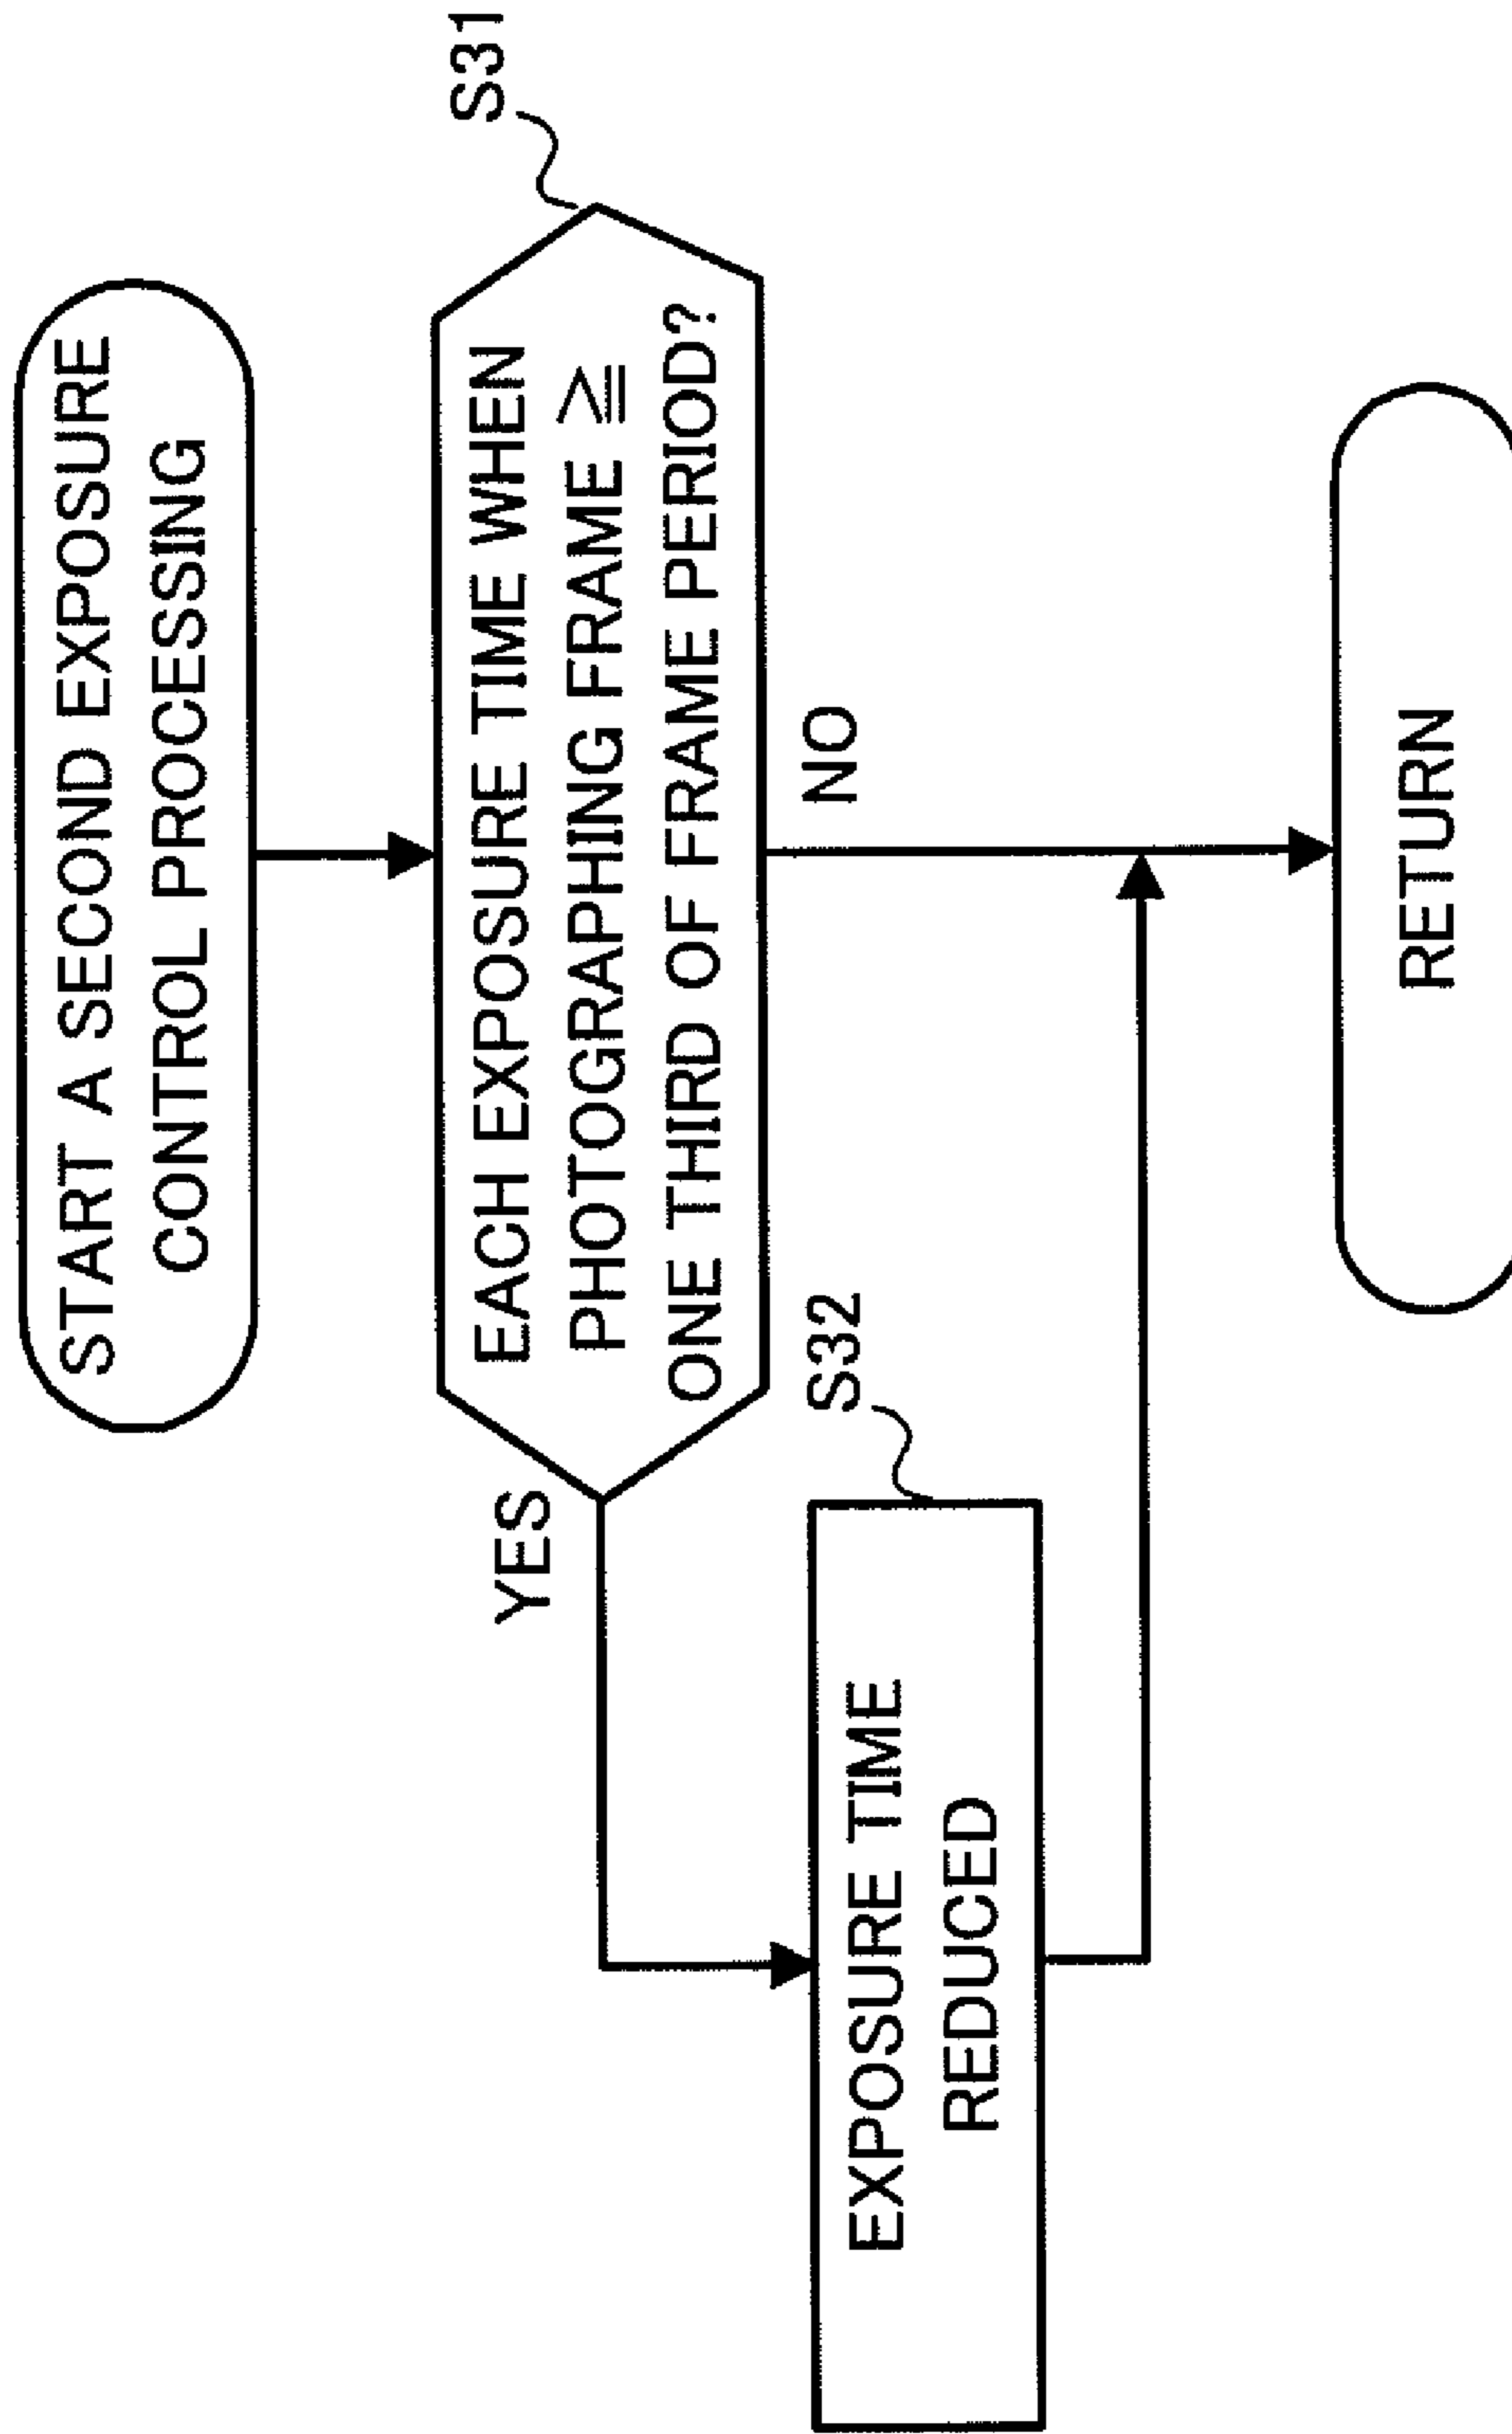 START A SECOND EXPOSURE
CONTROL PROCESSING
S31
EACH EXPOSURE TIME WHEN
PHOTOGRAPHING FRAME ≧
ONE THIRD OF FRAME PERIOD?
YES
NO
S32
EXPOSURE TIME
REDUCED
RETURN